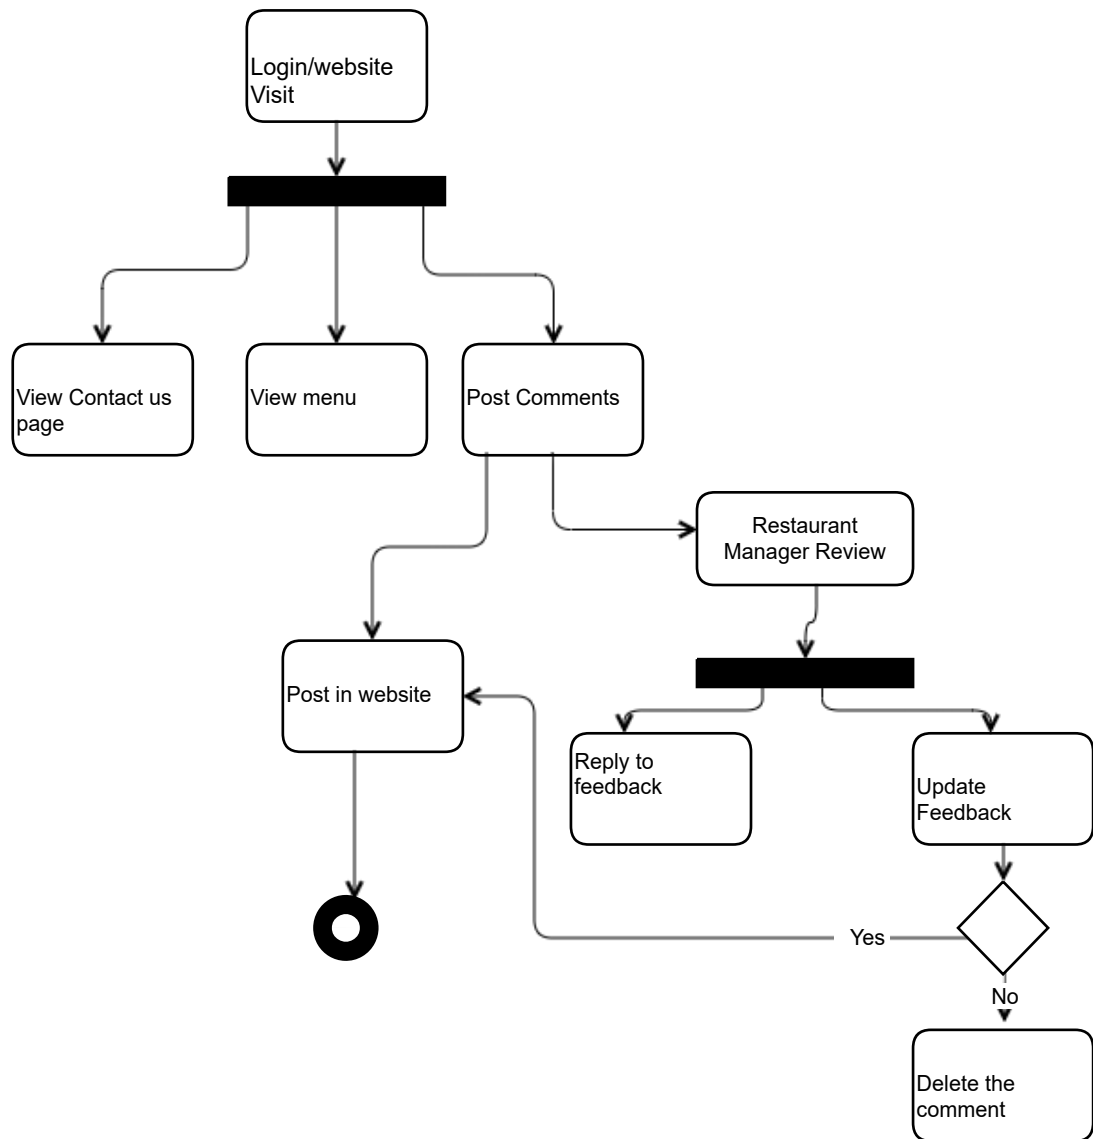 Login/website
Visit
View Contact us
page
View menu
Post Comments
Restaurant
Manager Review
Post in website
Reply to
feedback
Update
Feedback
Yes
No
Delete the
comment